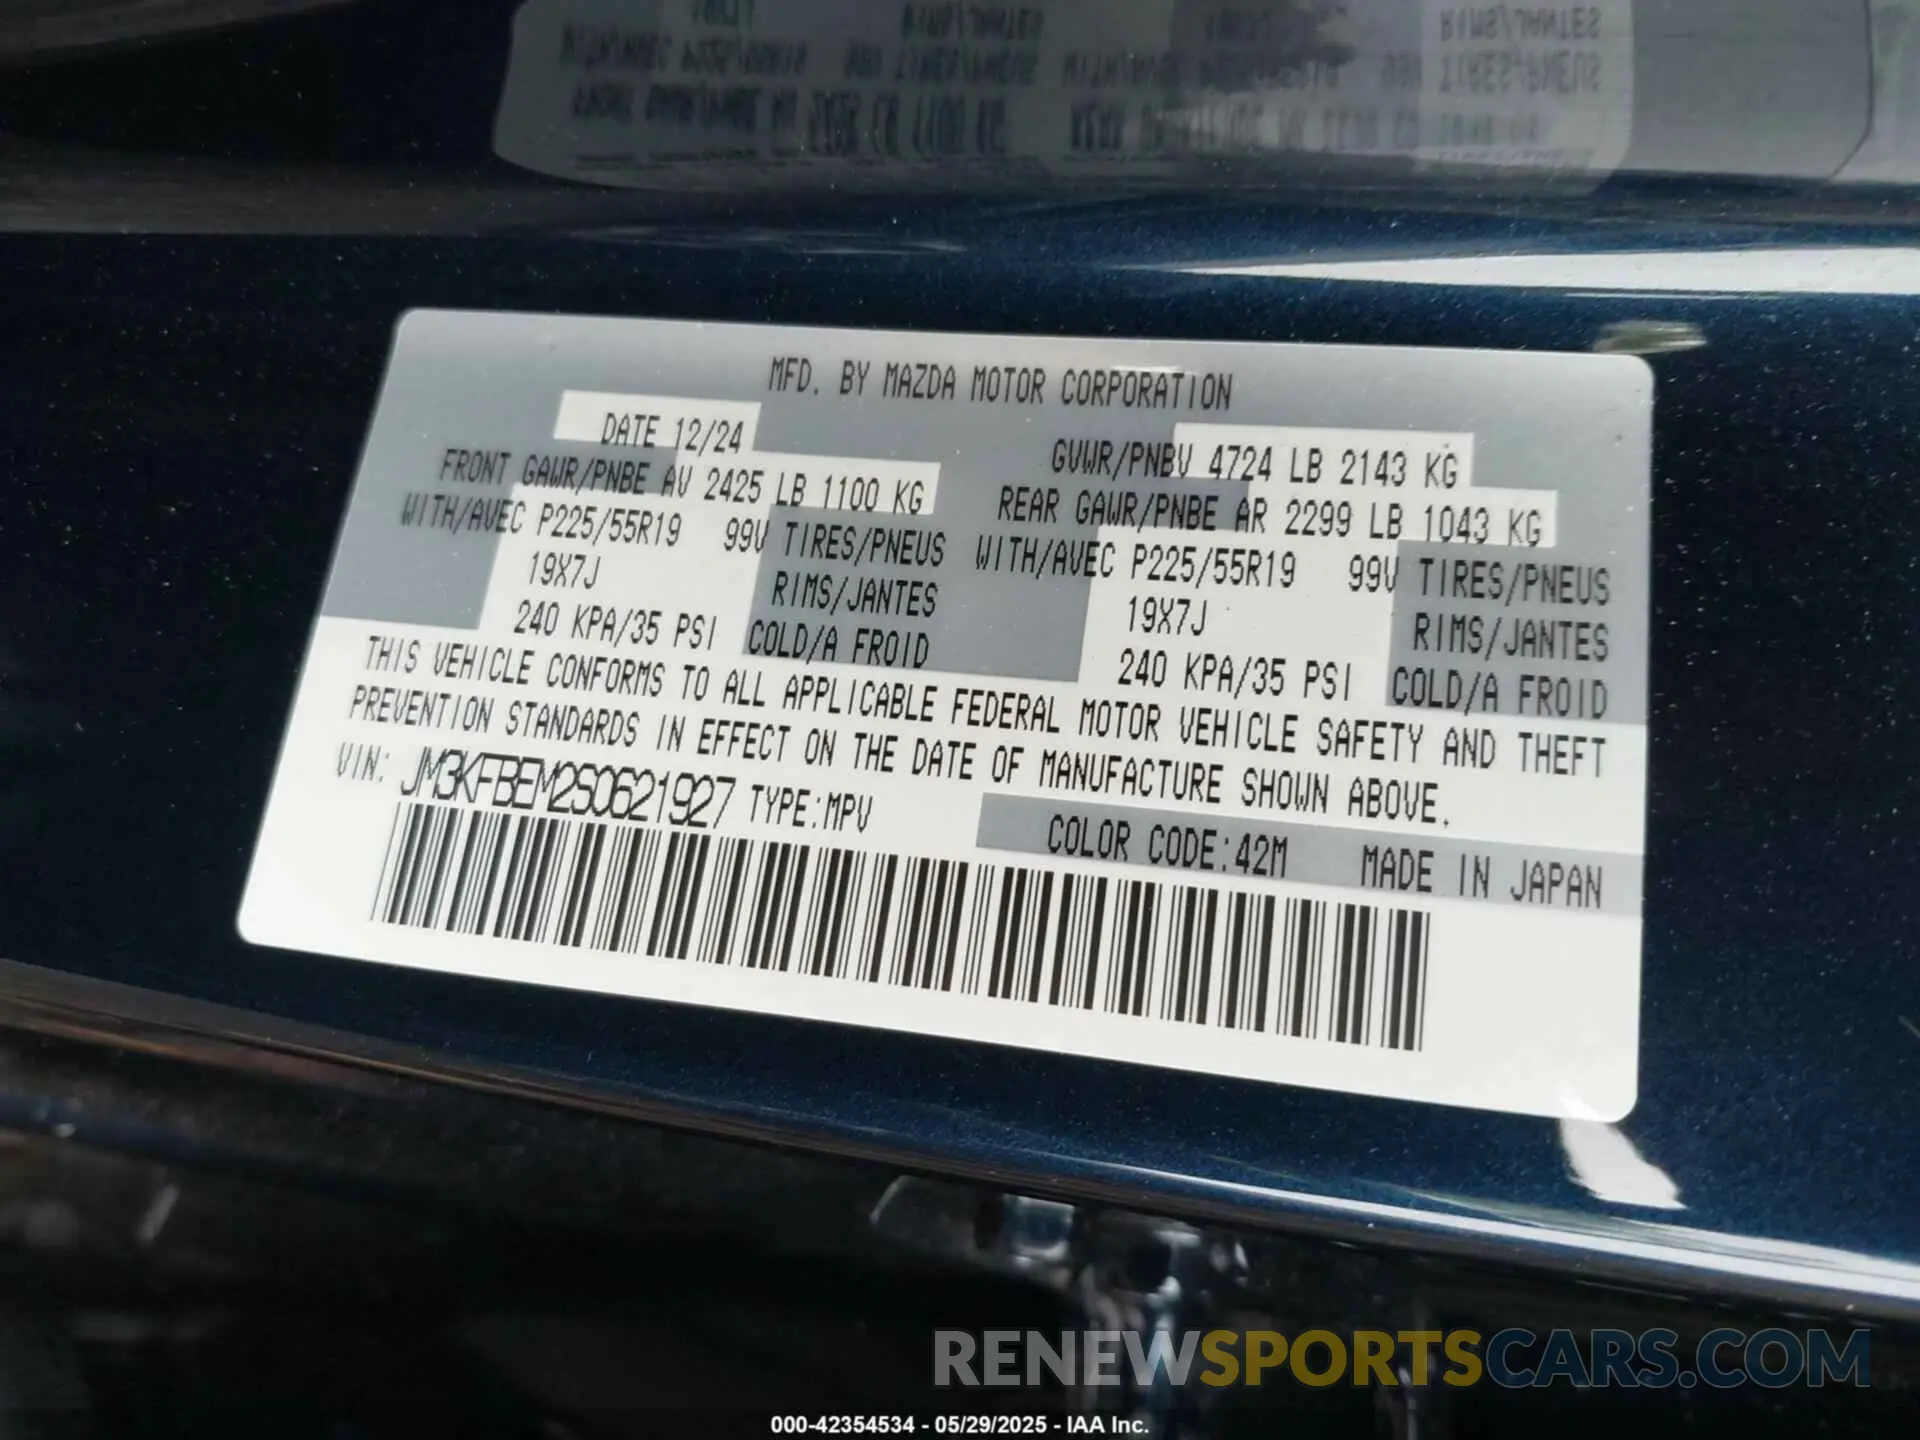 MFD. BY MAZDA MOTOR CORPORATION
DATE 12/24 GVWR/PNBV 4724 LB 2143 KG
FRONT GAWR/PNBE AV 2425 LB 1100 KG REAR GAWR/PNBE AR 2299 LB 1043 KG
WITH/AVEC P225/55R19 99V TIRES/PNEUS WITH/AVEC P225/55R19 99V TIRES/PNEUS
19X7J RIMS/JANTES 19X7J RIMS/JANTES
240 KPA/35 PSI COLD/A FROID 240 KPA/35 PSI COLD/A FROID
THIS VEHICLE CONFORMS TO ALL APPLICABLE FEDERAL MOTOR VEHICLE SAFETY AND THEFT
PREVENTION STANDARDS IN EFFECT ON THE DATE OF MANUFACTURE SHOWN ABOVE.
VIN: JM3KFBEM2S0621927 TYPE:MPV
COLOR CODE:42M MADE IN JAPAN
RENEWSPORTSCARS.COM
000-42354534 - 05/29/2025 - IAA Inc.